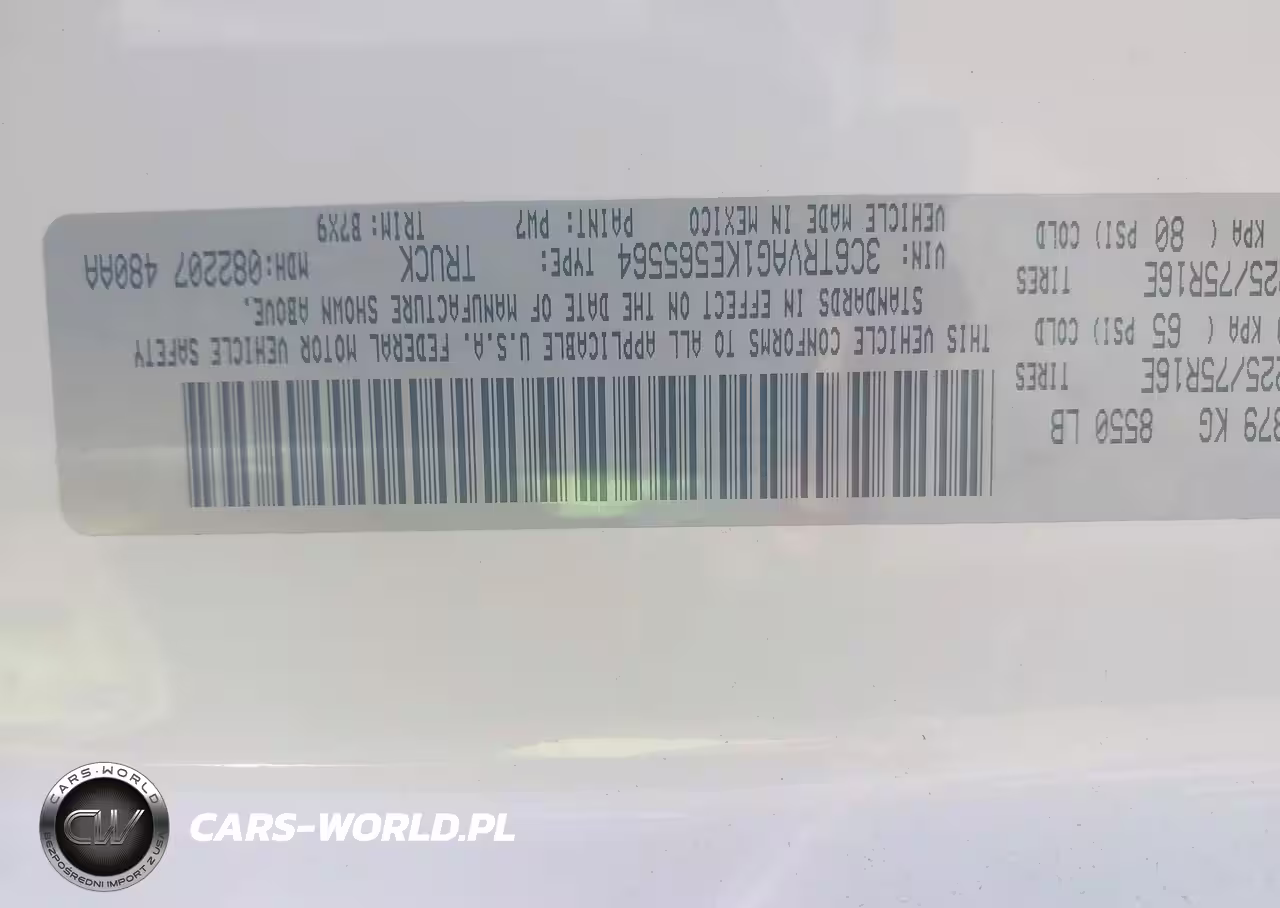 879 KG 8550 LB
225/75R16E TIRES
KPA ( 65 PSI) COLD
25/75R16E TIRES
KPA ( 80 PSI) COLD
THIS VEHICLE CONFORMS TO ALL APPLICABLE U.S.A. FEDERAL MOTOR VEHICLE SAFETY
STANDARDS IN EFFECT ON THE DATE OF MANUFACTURE SHOWN ABOVE.
VIN: 3C6TRVAG1KE565564 TYPE: TRUCK MDH:082207 480AA
VEHICLE MADE IN MEXICO PAINT: PW7 TRIM: B7X9
CARS-WORLD
CW
BEZPOŚREDNI IMPORT Z USA
CARS-WORLD.PL